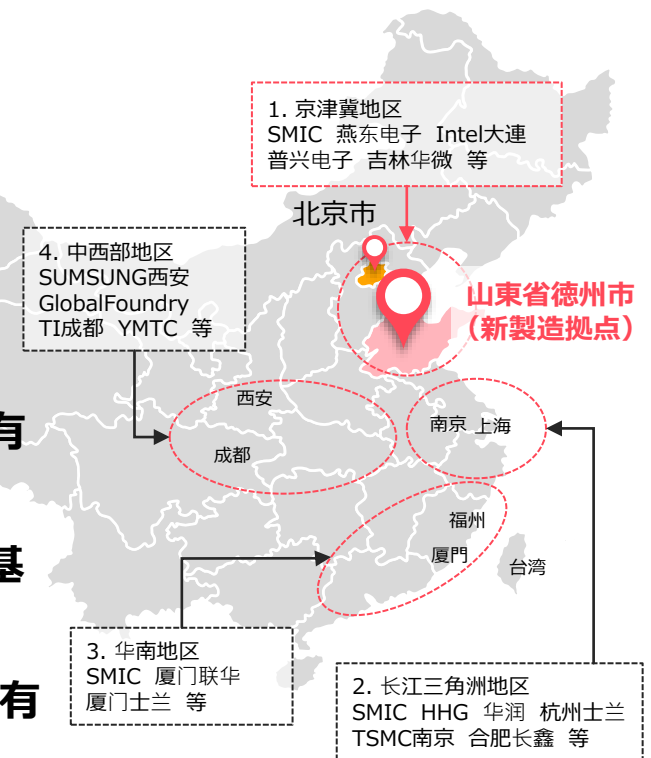 1. 京津冀地区
SMIC 燕东电子 Intel大連
普兴电子 吉林华微 等
北京市
4. 中西部地区
SUMSUNG西安
GlobalFoundry
TI成都 YMTC 等
山東省徳州市
（新製造拠点）
西安
成都
南京 上海
有
福州
厦門
台湾
基
3. 华南地区
SMIC 厦门联华
厦门士兰 等
有
2. 长江三角洲地区
SMIC HHG 华润 杭州士兰
TSMC南京 合肥长鑫 等